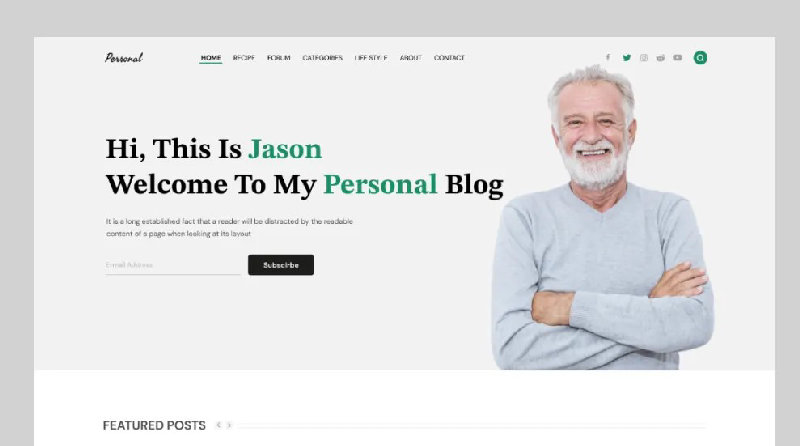 Personal
HOME RECIPE FORUM CATEGORIES LIFE STYLE ABOUT CONTACT
Hi, This Is Jason
Welcome To My Personal Blog
It is a long established fact that a reader will be distracted by the readable
content of a page when looking at its layout
E-mail Address
Subscribe
FEATURED POSTS